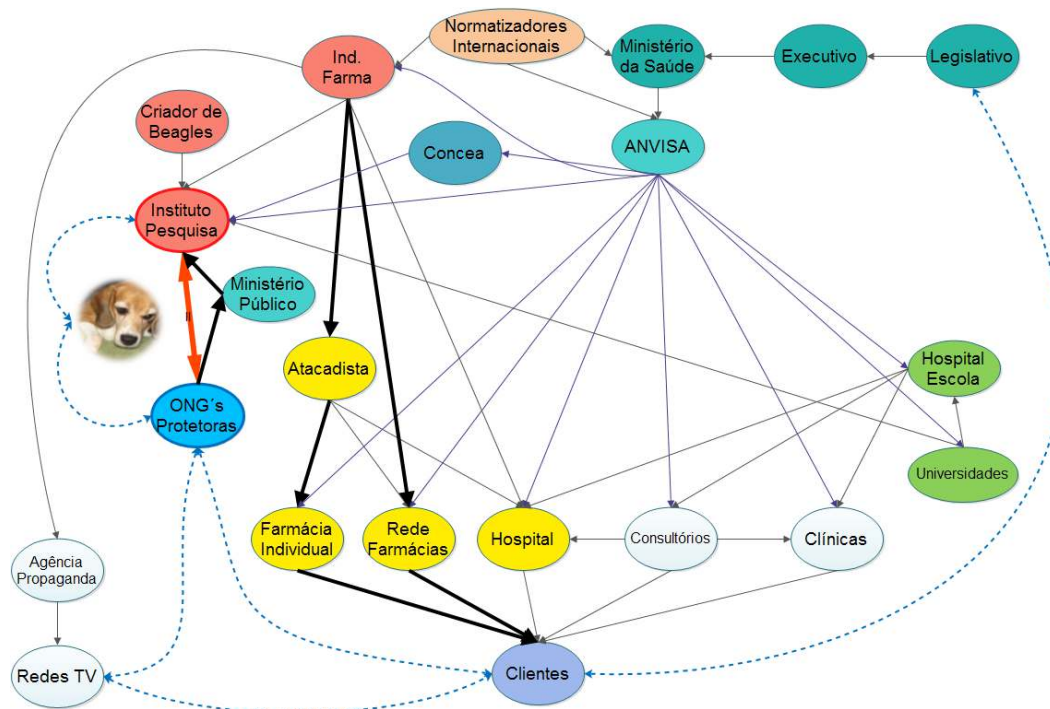 Normatizadores
Internacionais
Ind.
Farma
Ministério
da Saúde
Executivo
Legislativo
Criador de
Beagles
Concea
ANVISA
Instituto
Pesquisa
Ministério
Público
II
Atacadista
Hospital
Escola
ONG´s
Protetoras
Universidades
Farmácia
Individual
Rede
Farmácias
Hospital
Consultórios
Clínicas
Agência
Propaganda
Redes TV
Clientes